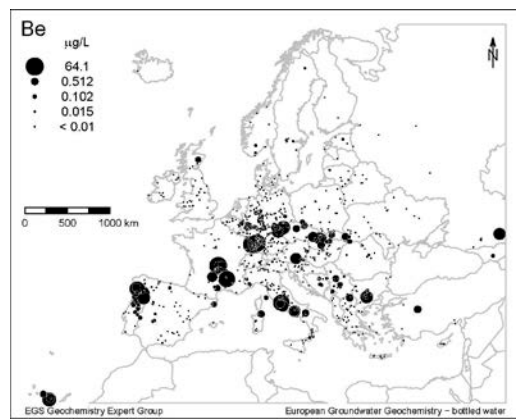 Be
µg/L
64.1
0.512
0.102
0.015
< 0.01
N
0 500 1000 km
EGS Geochemistry Expert Group
European Groundwater Geochemistry – bottled water